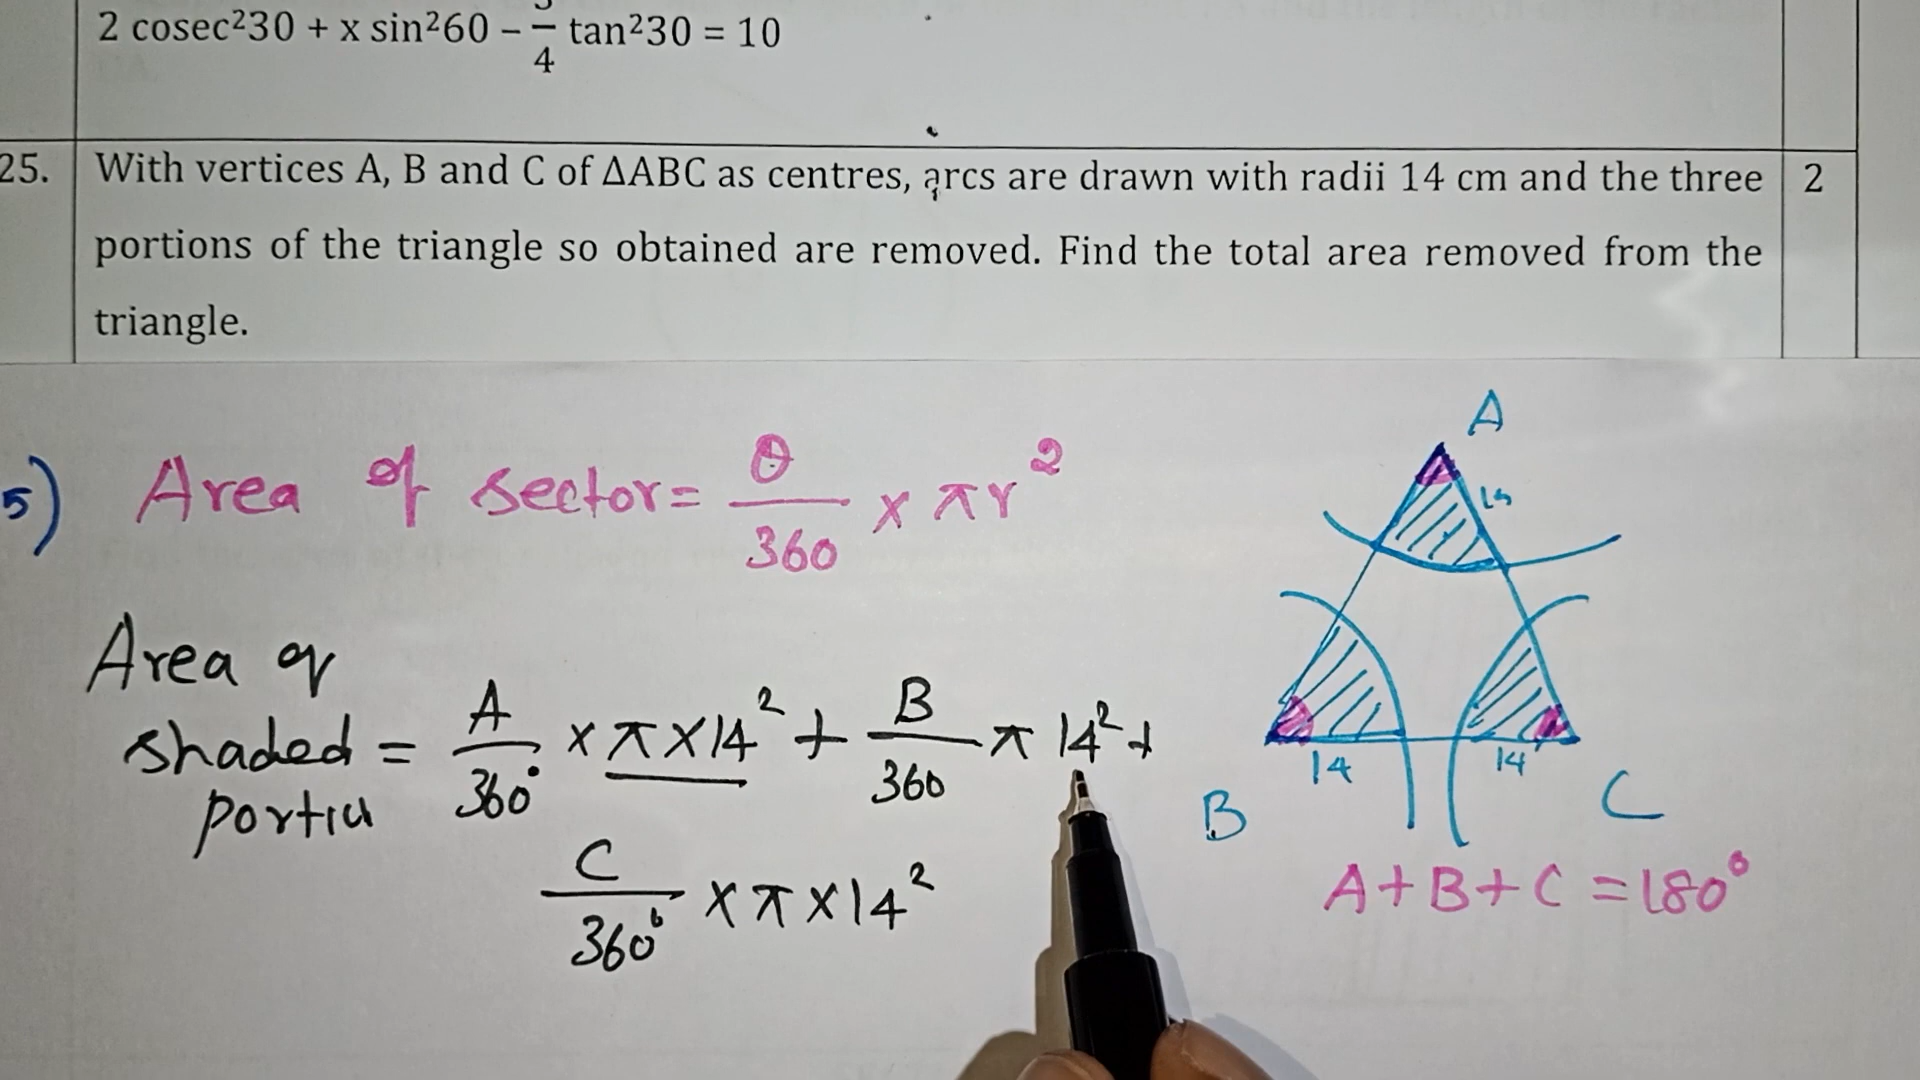 2 cosec²30 + x sin²60 – —/4 tan²30 = 10
25. With vertices A, B and C of ΔABC as centres, arcs are drawn with radii 14 cm and the three 2
portions of the triangle so obtained are removed. Find the total area removed from the
triangle.
5) Area of sector = θ/360 × πr²
Area of
shaded = A/360° × π×14² + B/360 π 14² +
C/360° × π × 14²
A
14
14
B
C
A+B+C = 180°